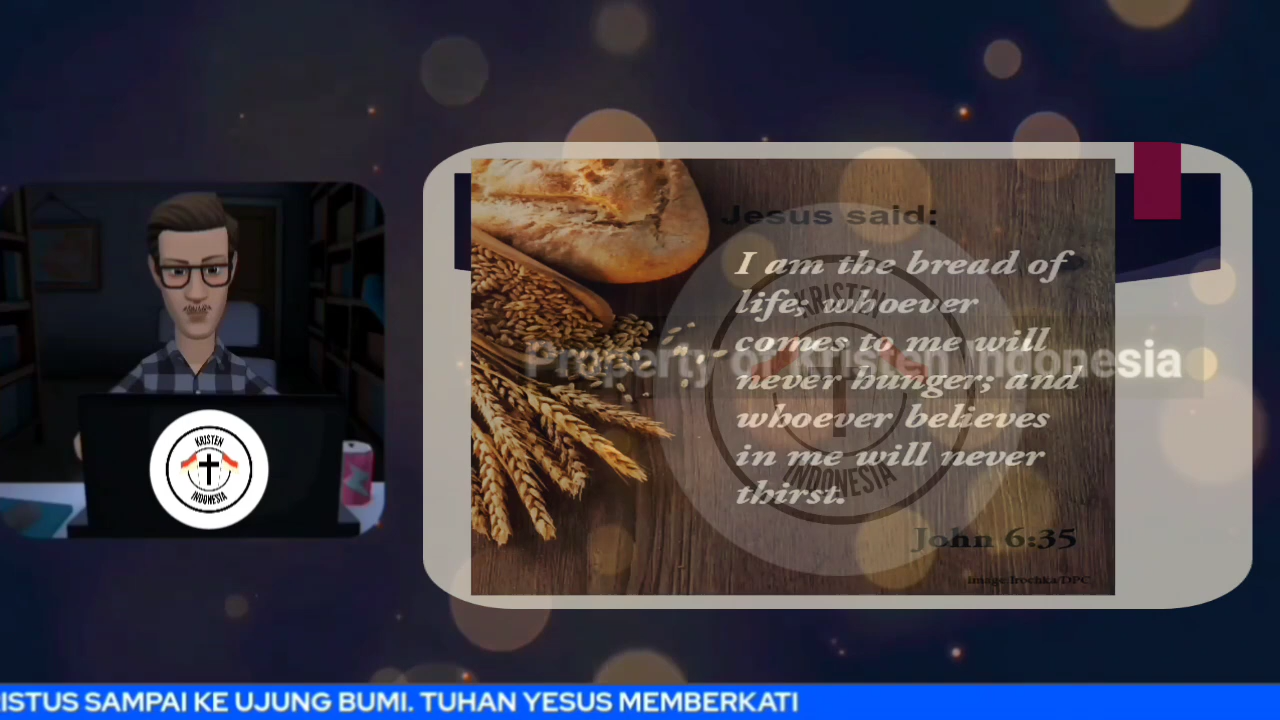 Jesus said:
I am the bread of
life; whoever
comes to me will
never hunger; and
whoever believes
in me will never
thirst.
John 6:35
image Irochka/DPC
Property of Kristen Indonesia
KRISTEN
INDONESIA
KRISTEN
INDONESIA
ISTUS SAMPAI KE UJUNG BUMI. TUHAN YESUS MEMBERKATI